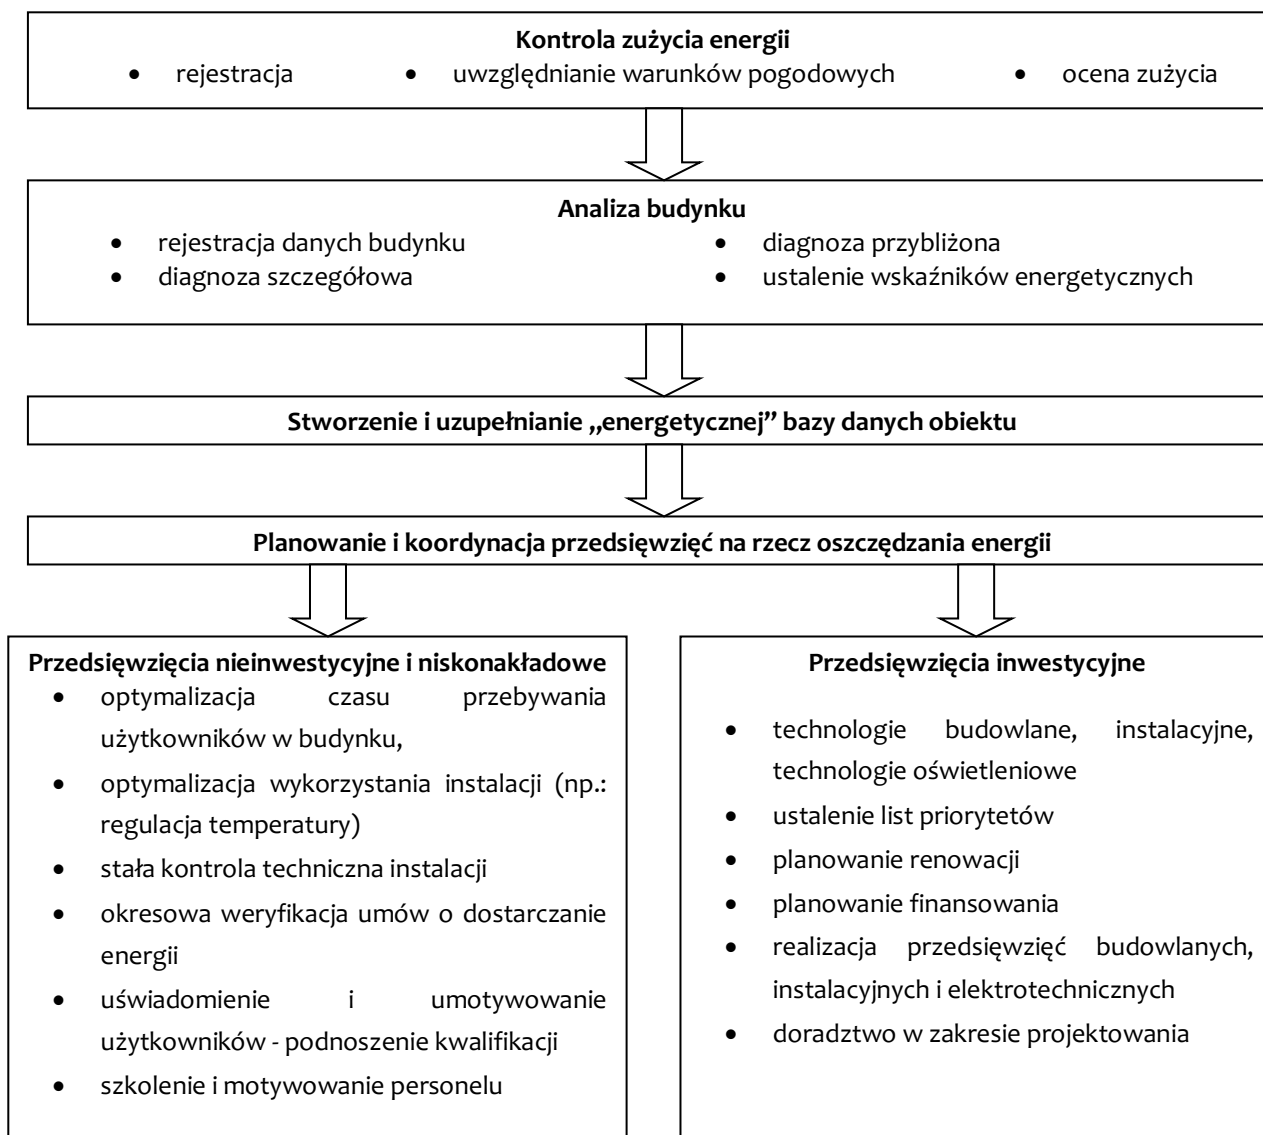 Kontrola zużycia energii
• rejestracja • uwzględnianie warunków pogodowych • ocena zużycia
Analiza budynku
• rejestracja danych budynku • diagnoza przybliżona
• diagnoza szczegółowa • ustalenie wskaźników energetycznych
Stworzenie i uzupełnianie „energetycznej” bazy danych obiektu
Planowanie i koordynacja przedsięwzięć na rzecz oszczędzania energii
Przedsięwzięcia nieinwestycyjne i niskonakładowe
• optymalizacja czasu przebywania
użytkowników w budynku,
• optymalizacja wykorzystania instalacji (np.:
regulacja temperatury)
• stała kontrola techniczna instalacji
• okresowa weryfikacja umów o dostarczanie
energii
• uświadomienie i umotywowanie
użytkowników - podnoszenie kwalifikacji
• szkolenie i motywowanie personelu
Przedsięwzięcia inwestycyjne
• technologie budowlane, instalacyjne,
technologie oświetleniowe
• ustalenie list priorytetów
• planowanie renowacji
• planowanie finansowania
• realizacja przedsięwzięć budowlanych,
instalacyjnych i elektrotechnicznych
• doradztwo w zakresie projektowania